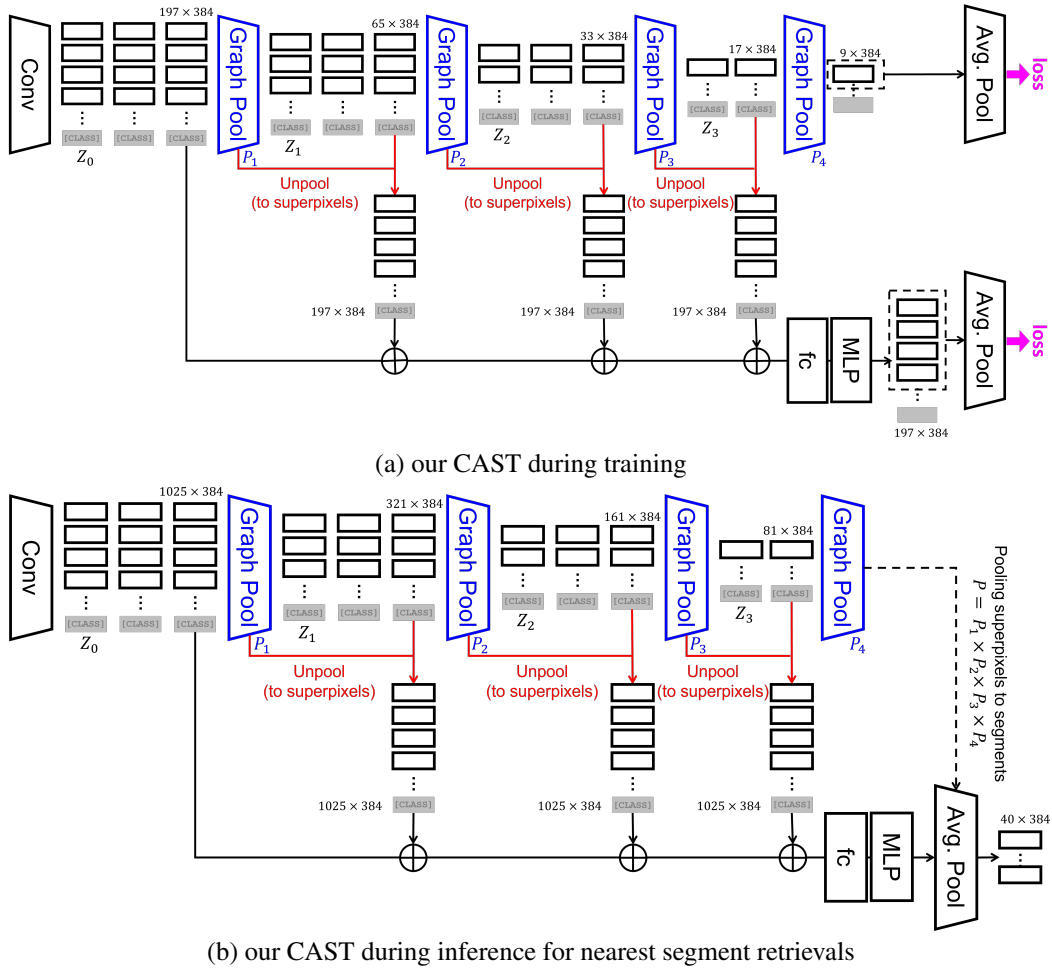 Conv
197 × 384
⋮ ⋮ ⋮
[CLASS] [CLASS] [CLASS]
Z₀
Graph Pool
P₁
65 × 384
⋮ ⋮ ⋮
[CLASS] [CLASS] [CLASS]
Z₁
Graph Pool
P₂
33 × 384
⋮ ⋮ ⋮
[CLASS] [CLASS] [CLASS]
Z₂
Graph Pool
P₃
17 × 384
⋮ ⋮
[CLASS] [CLASS]
Z₃
Graph Pool
P₄
9 × 384
⋮
Avg. Pool
loss
Unpool
(to superpixels)
Unpool
(to superpixels)
Unpool
(to superpixels)
⋮ ⋮ ⋮
197 × 384 [CLASS]
197 × 384 [CLASS]
197 × 384 [CLASS]
fc
MLP
⋮
197 × 384
Avg. Pool
loss
(a) our CAST during training
Conv
1025 × 384
⋮ ⋮ ⋮
[CLASS] [CLASS] [CLASS]
Z₀
Graph Pool
P₁
321 × 384
⋮ ⋮ ⋮
[CLASS] [CLASS] [CLASS]
Z₁
Graph Pool
P₂
161 × 384
⋮ ⋮ ⋮
[CLASS] [CLASS] [CLASS]
Z₂
Graph Pool
P₃
81 × 384
⋮ ⋮
[CLASS] [CLASS]
Z₃
Graph Pool
P₄
Pooling superpixels to segments
P = P₁ × P₂ × P₃ × P₄
Unpool
(to superpixels)
Unpool
(to superpixels)
Unpool
(to superpixels)
⋮ ⋮ ⋮
1025 × 384 [CLASS]
1025 × 384 [CLASS]
1025 × 384 [CLASS]
fc
MLP
Avg. Pool
40 × 384
⋯
(b) our CAST during inference for nearest segment retrievals